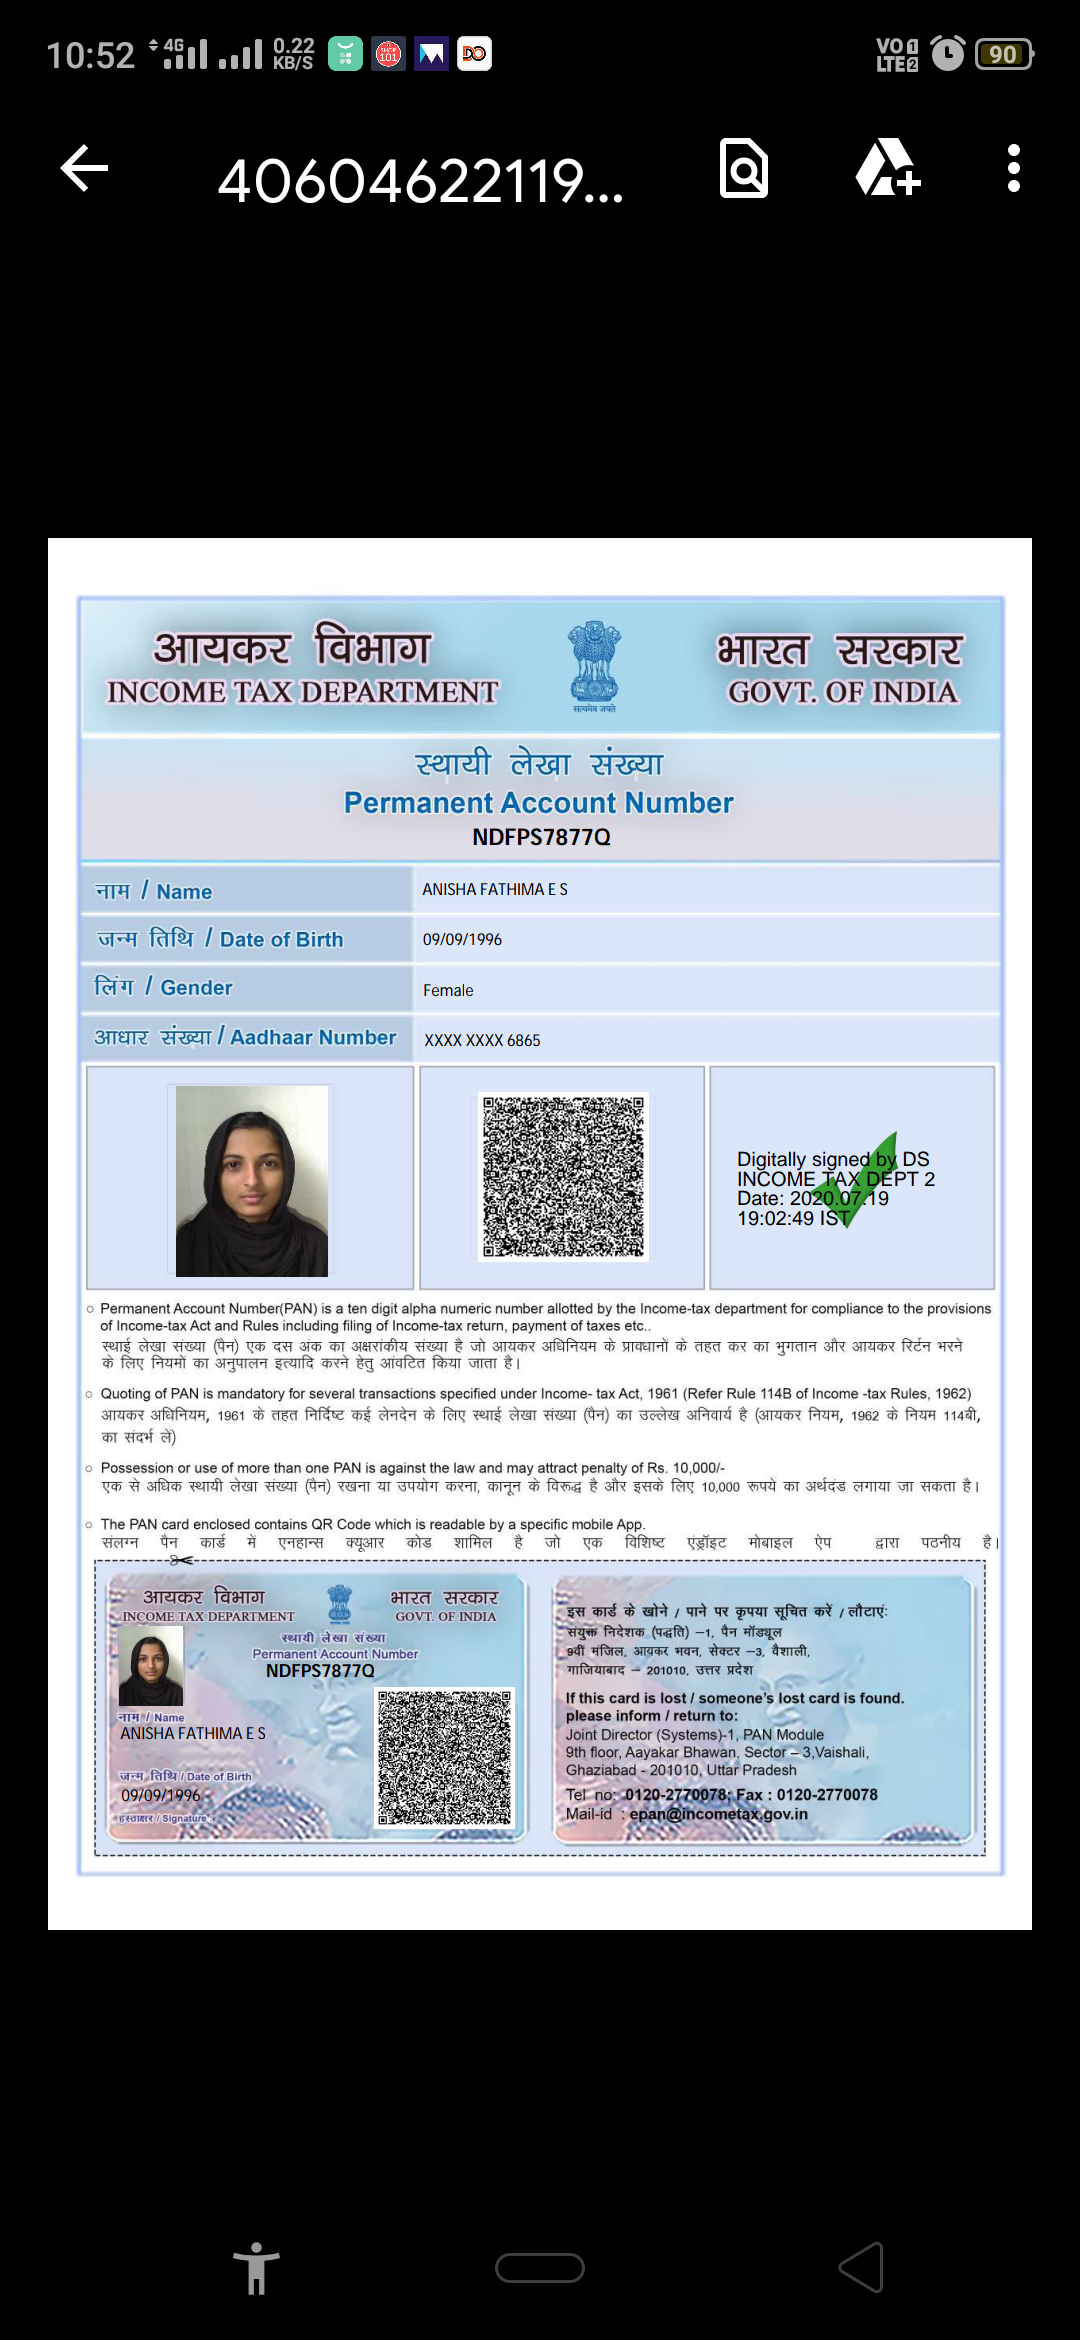 10:52 4G 0.22 KB/S SHOP 101 DO VO LTE 1 2 90
40604622119...
आयकर विभाग भारत सरकार
INCOME TAX DEPARTMENT GOVT. OF INDIA
सत्यमेव जयते
स्थायी लेखा संख्या
Permanent Account Number
NDFPS7877Q
नाम / Name ANISHA FATHIMA E S
जन्म तिथि / Date of Birth 09/09/1996
लिंग / Gender Female
आधार संख्या / Aadhaar Number XXXX XXXX 6865
Digitally signed by DS
INCOME TAX DEPT 2
Date: 2020.07.19
19:02:49 IST
Permanent Account Number(PAN) is a ten digit alpha numeric number allotted by the Income-tax department for compliance to the provisions
of Income-tax Act and Rules including filing of Income-tax return, payment of taxes etc..
स्थाई लेखा संख्या (पैन) एक दस अंक का अक्षरांकीय संख्या है जो आयकर अधिनियम के प्रावधानों के तहत कर का भुगतान और आयकर रिर्टन भरने
के लिए नियमों का अनुपालन इत्यादि करने हेतु आंवटित किया जाता है।
Quoting of PAN is mandatory for several transactions specified under Income- tax Act, 1961 (Refer Rule 114B of Income -tax Rules, 1962)
आयकर अधिनियम, 1961 के तहत निर्दिष्ट कई लेनदेन के लिए स्थाई लेखा संख्या (पैन) का उल्लेख अनिवार्य है (आयकर नियम, 1962 के नियम 114बी,
का संदर्भ लें)
Possession or use of more than one PAN is against the law and may attract penalty of Rs. 10,000/-
एक से अधिक स्थायी लेखा संख्या (पैन) रखना या उपयोग करना, कानून के विरूद्ध है और इसके लिए 10,000 रूपये का अर्थदंड लगाया जा सकता है।
The PAN card enclosed contains QR Code which is readable by a specific mobile App.
संलग्न पैन कार्ड में एनहान्स क्यूआर कोड शामिल है जो एक विशिष्ट एंड्रॉइट मोबाइल ऐप द्वारा पठनीय है।
आयकर विभाग भारत सरकार
INCOME TAX DEPARTMENT GOVT. OF INDIA
स्थायी लेखा संख्या
Permanent Account Number
NDFPS7877Q
नाम / Name
ANISHA FATHIMA E S
जन्म तिथि / Date of Birth
09/09/1996
हस्ताक्षर / Signature :
इस कार्ड के खोने / पाने पर कृपया सूचित करें / लौटाएं:
संयुक्त निदेशक (पद्धति) –1, पैन मॉड्यूल
9वीं मंजिल, आयकर भवन, सेक्टर –3, वैशाली,
गाजियाबाद – 201010, उत्तर प्रदेश
If this card is lost / someone's lost card is found.
please inform / return to:
Joint Director (Systems)-1, PAN Module
9th floor, Aayakar Bhawan, Sector – 3,Vaishali,
Ghaziabad - 201010, Uttar Pradesh
Tel no: 0120-2770078; Fax : 0120-2770078
Mail-id : epan@incometax.gov.in